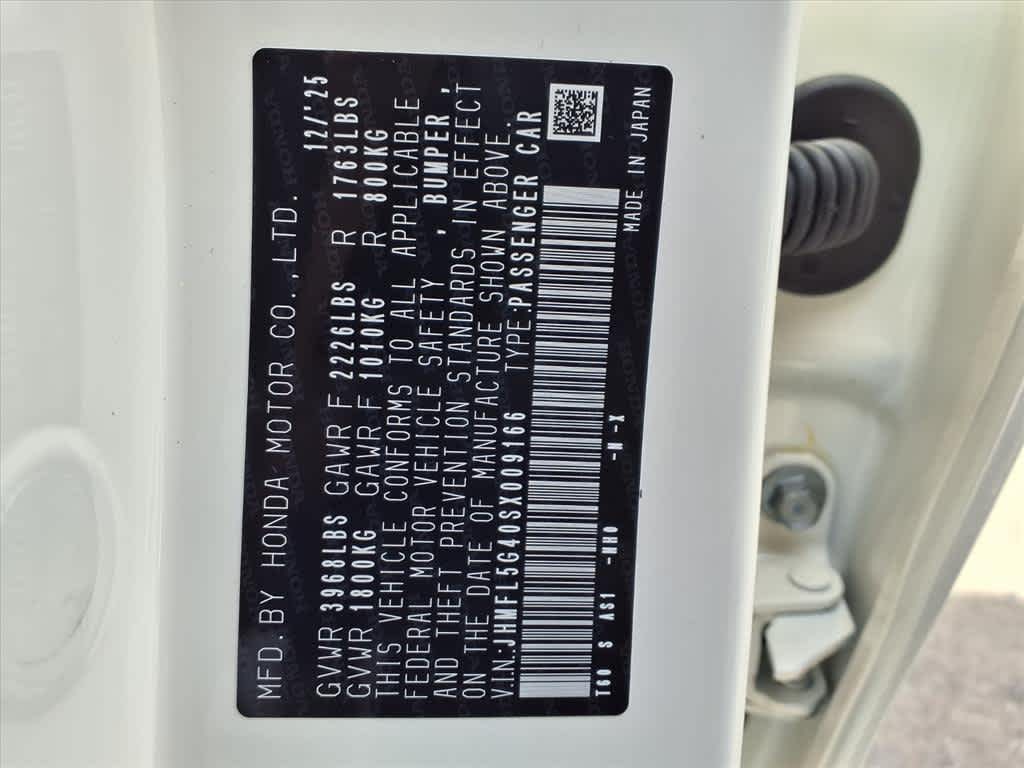 MFD. BY HONDA MOTOR CO., LTD. 12/'25
GVWR 3968LBS GAWR F 2226LBS R 1763LBS
GVWR 1800KG GAWR F 1010KG R 800KG
THIS VEHICLE CONFORMS TO ALL APPLICABLE
FEDERAL MOTOR VEHICLE SAFETY , BUMPER ,
AND THEFT PREVENTION STANDARDS IN EFFECT
ON THE DATE OF MANUFACTURE SHOWN ABOVE.
V.I.N:JHMFL5G40SX009166 TYPE:PASSENGER CAR
T60 S AS1 -NH0 -N -X MADE IN JAPAN